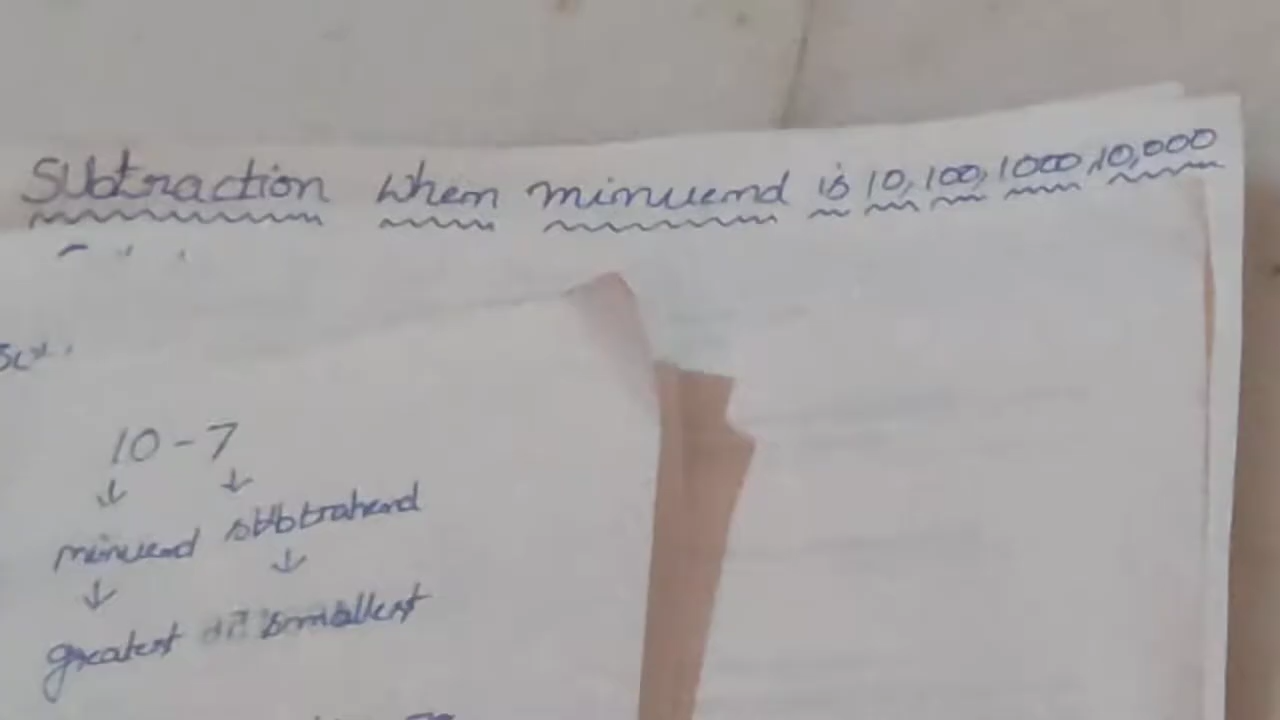 Subtraction when minuend is 10, 100, 1000, 10,000
10 - 7
↓ ↓
minuend subtrahend
↓ ↓
greatest smallest